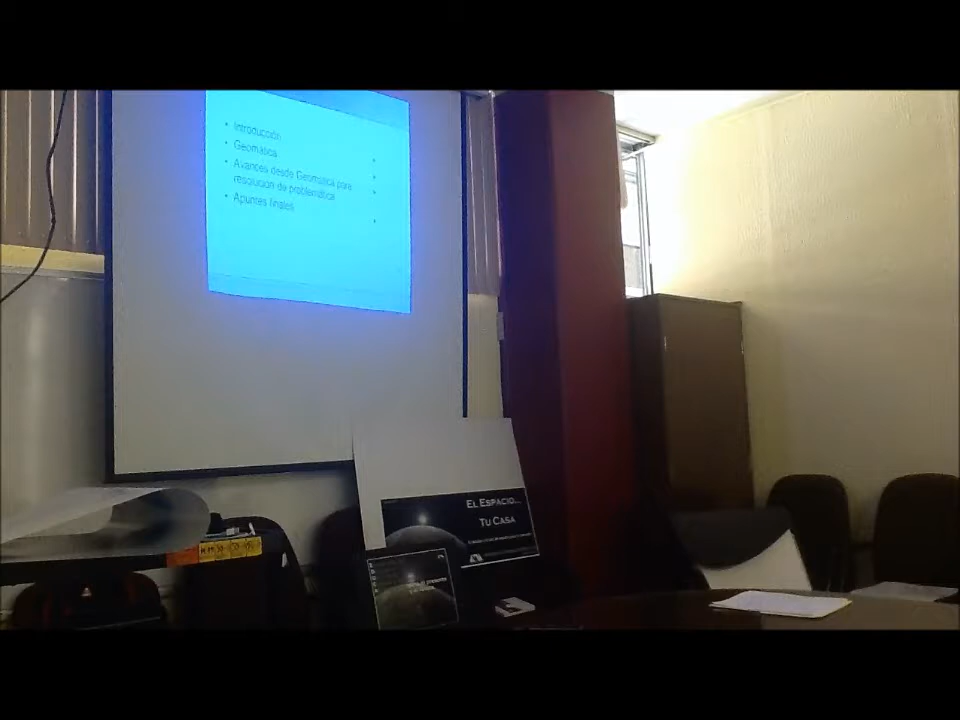 • Introducción
• Geomática
• Avances desde Geomática para
resolución de problemática
• Apuntes finales
EL ESPACIO...
TU CASA